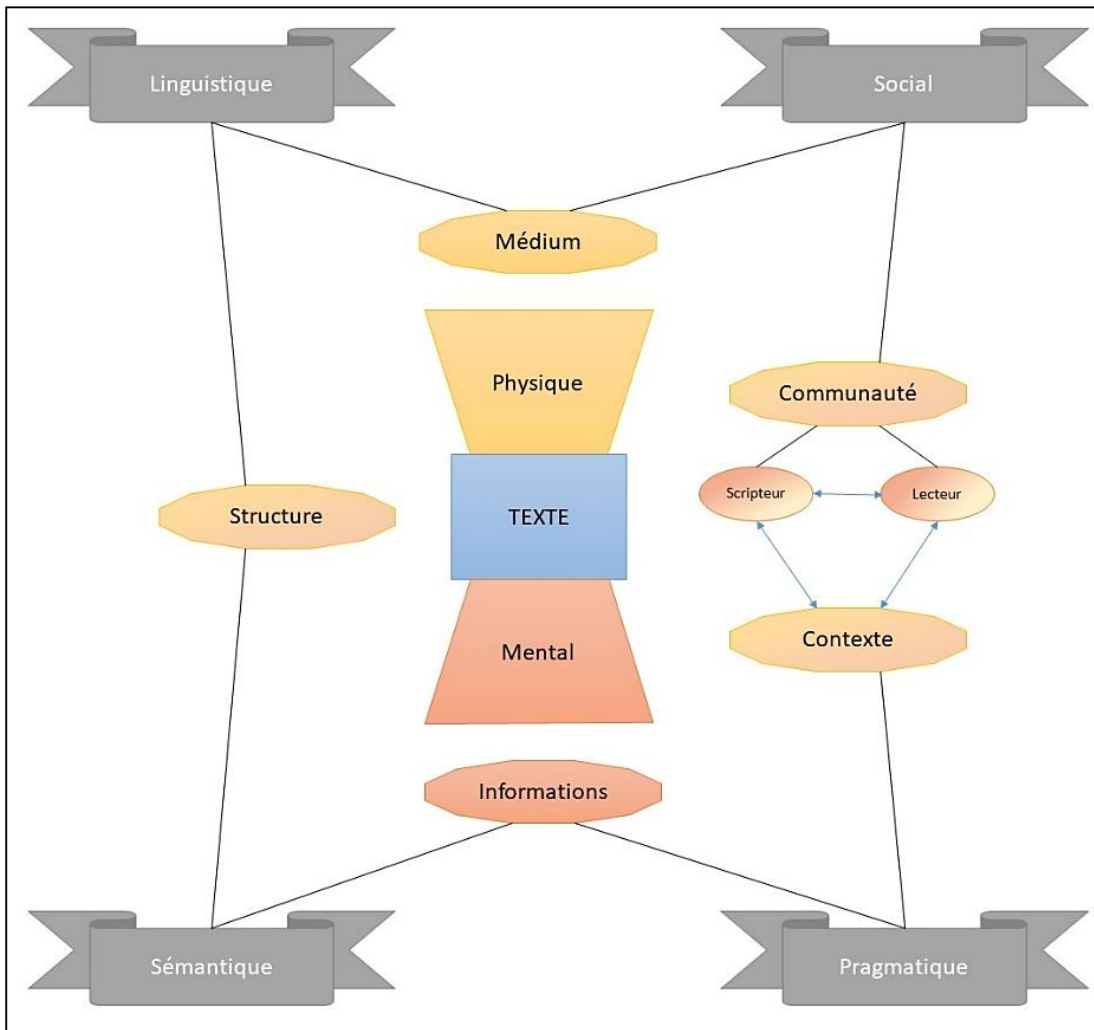 Linguistique
Social
Médium
Physique
Communauté
Scripteur
Lecteur
Structure
TEXTE
Contexte
Mental
Informations
Sémantique
Pragmatique